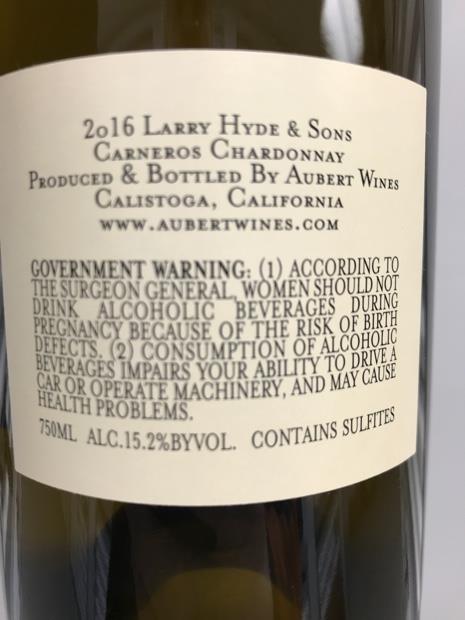 2016 Larry Hyde & Sons
Carneros Chardonnay
Produced & Bottled By Aubert Wines
Calistoga, California
www.aubertwines.com
GOVERNMENT WARNING: (1) ACCORDING TO
THE SURGEON GENERAL, WOMEN SHOULD NOT
DRINK ALCOHOLIC BEVERAGES DURING
PREGNANCY BECAUSE OF THE RISK OF BIRTH
DEFECTS. (2) CONSUMPTION OF ALCOHOLIC
BEVERAGES IMPAIRS YOUR ABILITY TO DRIVE A
CAR OR OPERATE MACHINERY, AND MAY CAUSE
HEALTH PROBLEMS.
750ML ALC.15.2%BYVOL. CONTAINS SULFITES